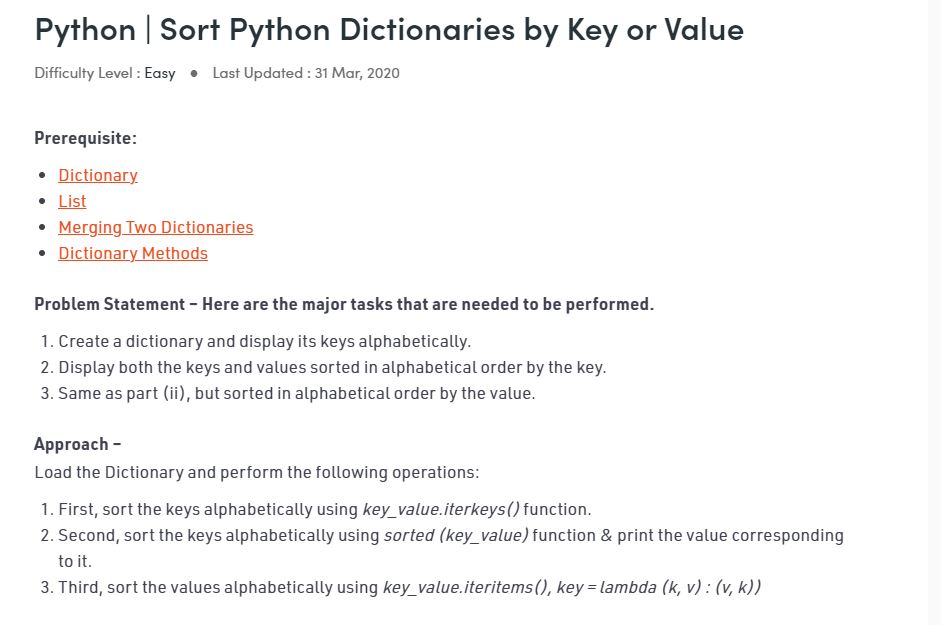 Python | Sort Python Dictionaries by Key or Value
Difficulty Level : Easy ● Last Updated : 31 Mar, 2020
Prerequisite:
• Dictionary
• List
• Merging Two Dictionaries
• Dictionary Methods
Problem Statement – Here are the major tasks that are needed to be performed.
1. Create a dictionary and display its keys alphabetically.
2. Display both the keys and values sorted in alphabetical order by the key.
3. Same as part (ii), but sorted in alphabetical order by the value.
Approach –
Load the Dictionary and perform the following operations:
1. First, sort the keys alphabetically using key_value.iterkeys() function.
2. Second, sort the keys alphabetically using sorted (key_value) function & print the value corresponding
to it.
3. Third, sort the values alphabetically using key_value.iteritems(), key = lambda (k, v) : (v, k))